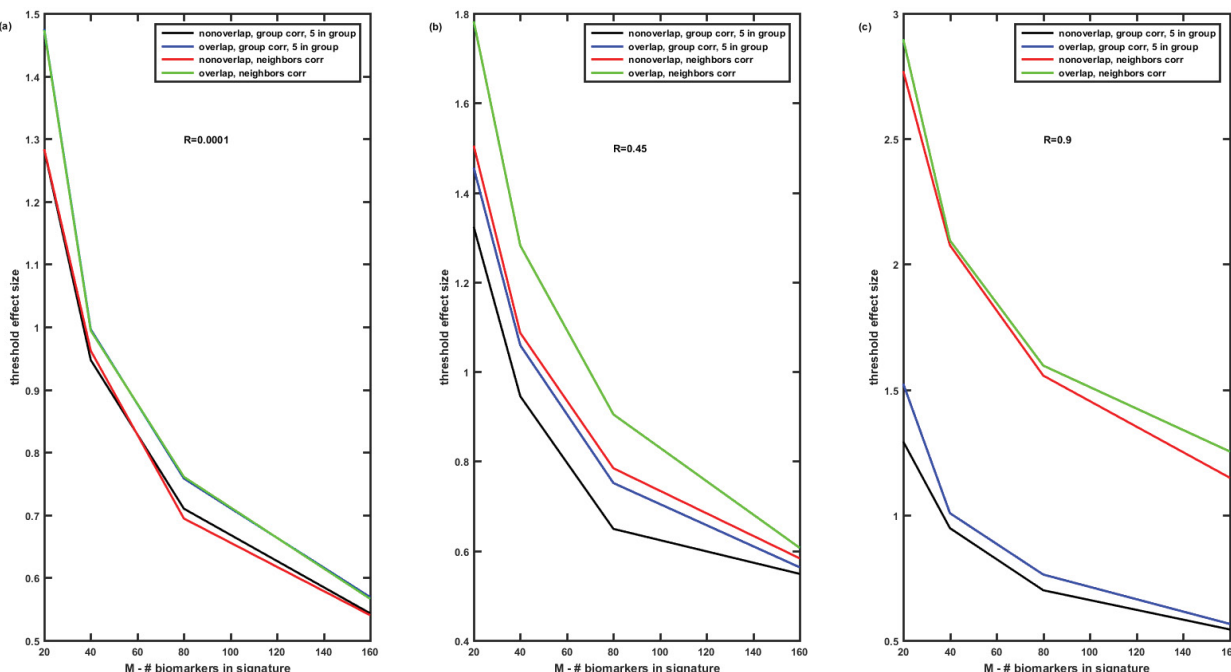 (a)
1.5
1.4
1.3
1.2
1.1
1
0.9
0.8
0.7
0.6
0.5
threshold effect size
nonoverlap, group corr, 5 in group
overlap, group corr, 5 in group
nonoverlap, neighbors corr
overlap, neighbors corr
R=0.0001
20 40 60 80 100 120 140 160
M - # biomarkers in signature
(b)
1.8
1.6
1.4
1.2
1
0.8
0.6
0.4
threshold effect size
nonoverlap, group corr, 5 in group
overlap, group corr, 5 in group
nonoverlap, neighbors corr
overlap, neighbors corr
R=0.45
20 40 60 80 100 120 140 160
M - # biomarkers in signature
(c)
3
2.5
2
1.5
1
0.5
threshold effect size
nonoverlap, group corr, 5 in group
overlap, group corr, 5 in group
nonoverlap, neighbors corr
overlap, neighbors corr
R=0.9
20 40 60 80 100 120 140
M - # biomarkers in signature